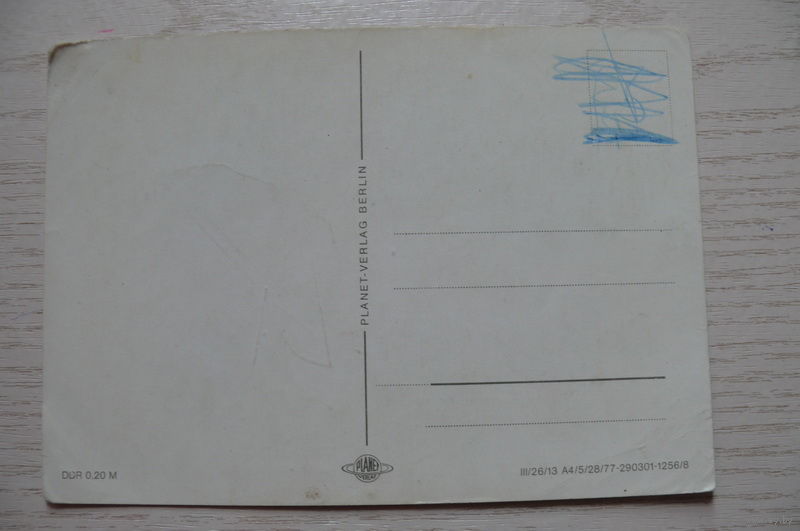 PLANET-VERLAG BERLIN
DDR 0,20 M
PLANET
VERLAG
III/26/13 A4/5/28/77-290301-1256/8